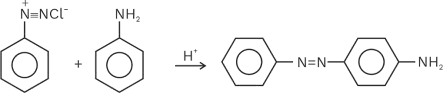 +
N≡NCl⁻
NH₂
+
H⁺
N=N
NH₂